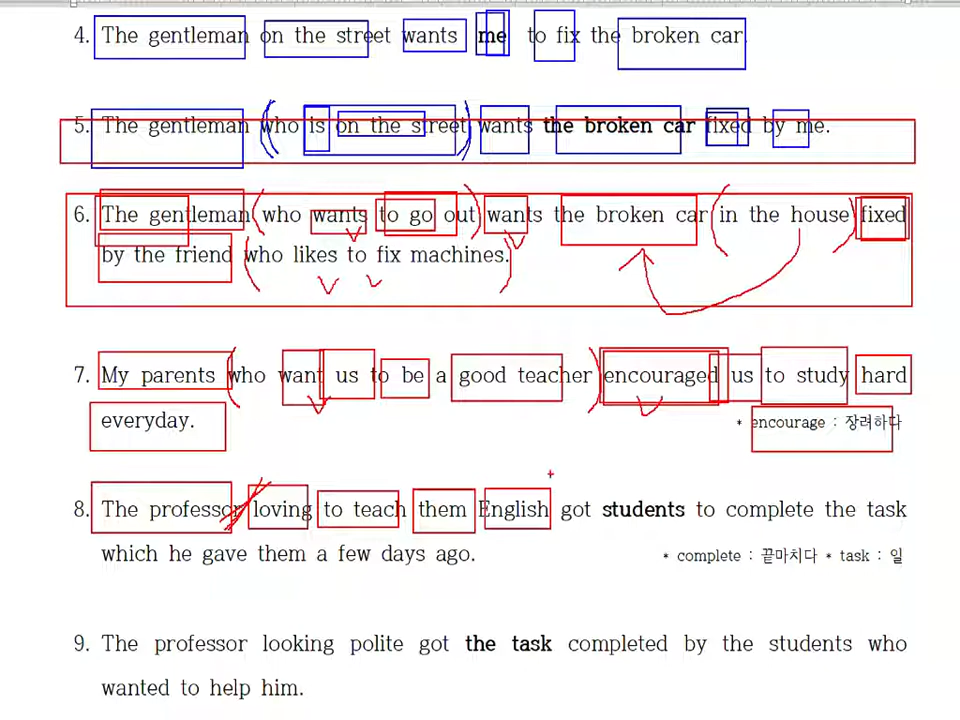 4. The gentleman on the street wants me to fix the broken car.
5. The gentleman who is on the street wants the broken car fixed by me.
6. The gentleman who wants to go out wants the broken car in the house fixed
by the friend who likes to fix machines.
7. My parents who want us to be a good teacher encouraged us to study hard
everyday.
* encourage : 장려하다
8. The professor loving to teach them English got students to complete the task
which he gave them a few days ago.
* complete : 끝마치다 * task : 일
9. The professor looking polite got the task completed by the students who
wanted to help him.